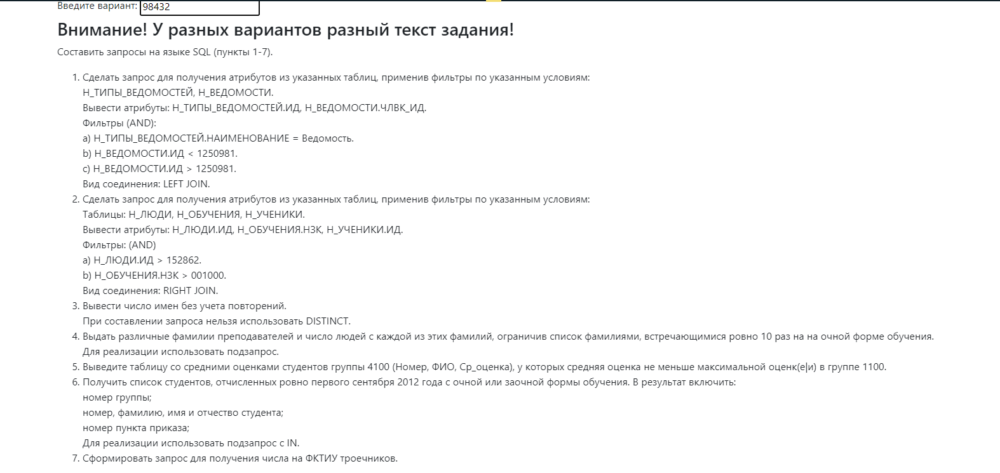 Введите вариант: 98432
Внимание! У разных вариантов разный текст задания!
Составить запросы на языке SQL (пункты 1-7).
1. Сделать запрос для получения атрибутов из указанных таблиц, применив фильтры по указанным условиям:
Н_ТИПЫ_ВЕДОМОСТЕЙ, Н_ВЕДОМОСТИ.
Вывести атрибуты: Н_ТИПЫ_ВЕДОМОСТЕЙ.ИД, Н_ВЕДОМОСТИ.ЧЛВК_ИД.
Фильтры (AND):
a) Н_ТИПЫ_ВЕДОМОСТЕЙ.НАИМЕНОВАНИЕ = Ведомость.
b) Н_ВЕДОМОСТИ.ИД < 1250981.
c) Н_ВЕДОМОСТИ.ИД > 1250981.
Вид соединения: LEFT JOIN.
2. Сделать запрос для получения атрибутов из указанных таблиц, применив фильтры по указанным условиям:
Таблицы: Н_ЛЮДИ, Н_ОБУЧЕНИЯ, Н_УЧЕНИКИ.
Вывести атрибуты: Н_ЛЮДИ.ИД, Н_ОБУЧЕНИЯ.НЗК, Н_УЧЕНИКИ.ИД.
Фильтры: (AND)
a) Н_ЛЮДИ.ИД > 152862.
b) Н_ОБУЧЕНИЯ.НЗК > 001000.
Вид соединения: RIGHT JOIN.
3. Вывести число имен без учета повторений.
При составлении запроса нельзя использовать DISTINCT.
4. Выдать различные фамилии преподавателей и число людей с каждой из этих фамилий, ограничив список фамилиями, встречающимися ровно 10 раз на на очной форме обучения.
Для реализации использовать подзапрос.
5. Выведите таблицу со средними оценками студентов группы 4100 (Номер, ФИО, Ср_оценка), у которых средняя оценка не меньше максимальной оценк(е|и) в группе 1100.
6. Получить список студентов, отчисленных ровно первого сентября 2012 года с очной или заочной формы обучения. В результат включить:
номер группы;
номер, фамилию, имя и отчество студента;
номер пункта приказа;
Для реализации использовать подзапрос с IN.
7. Сформировать запрос для получения числа на ФКТИУ троечников.